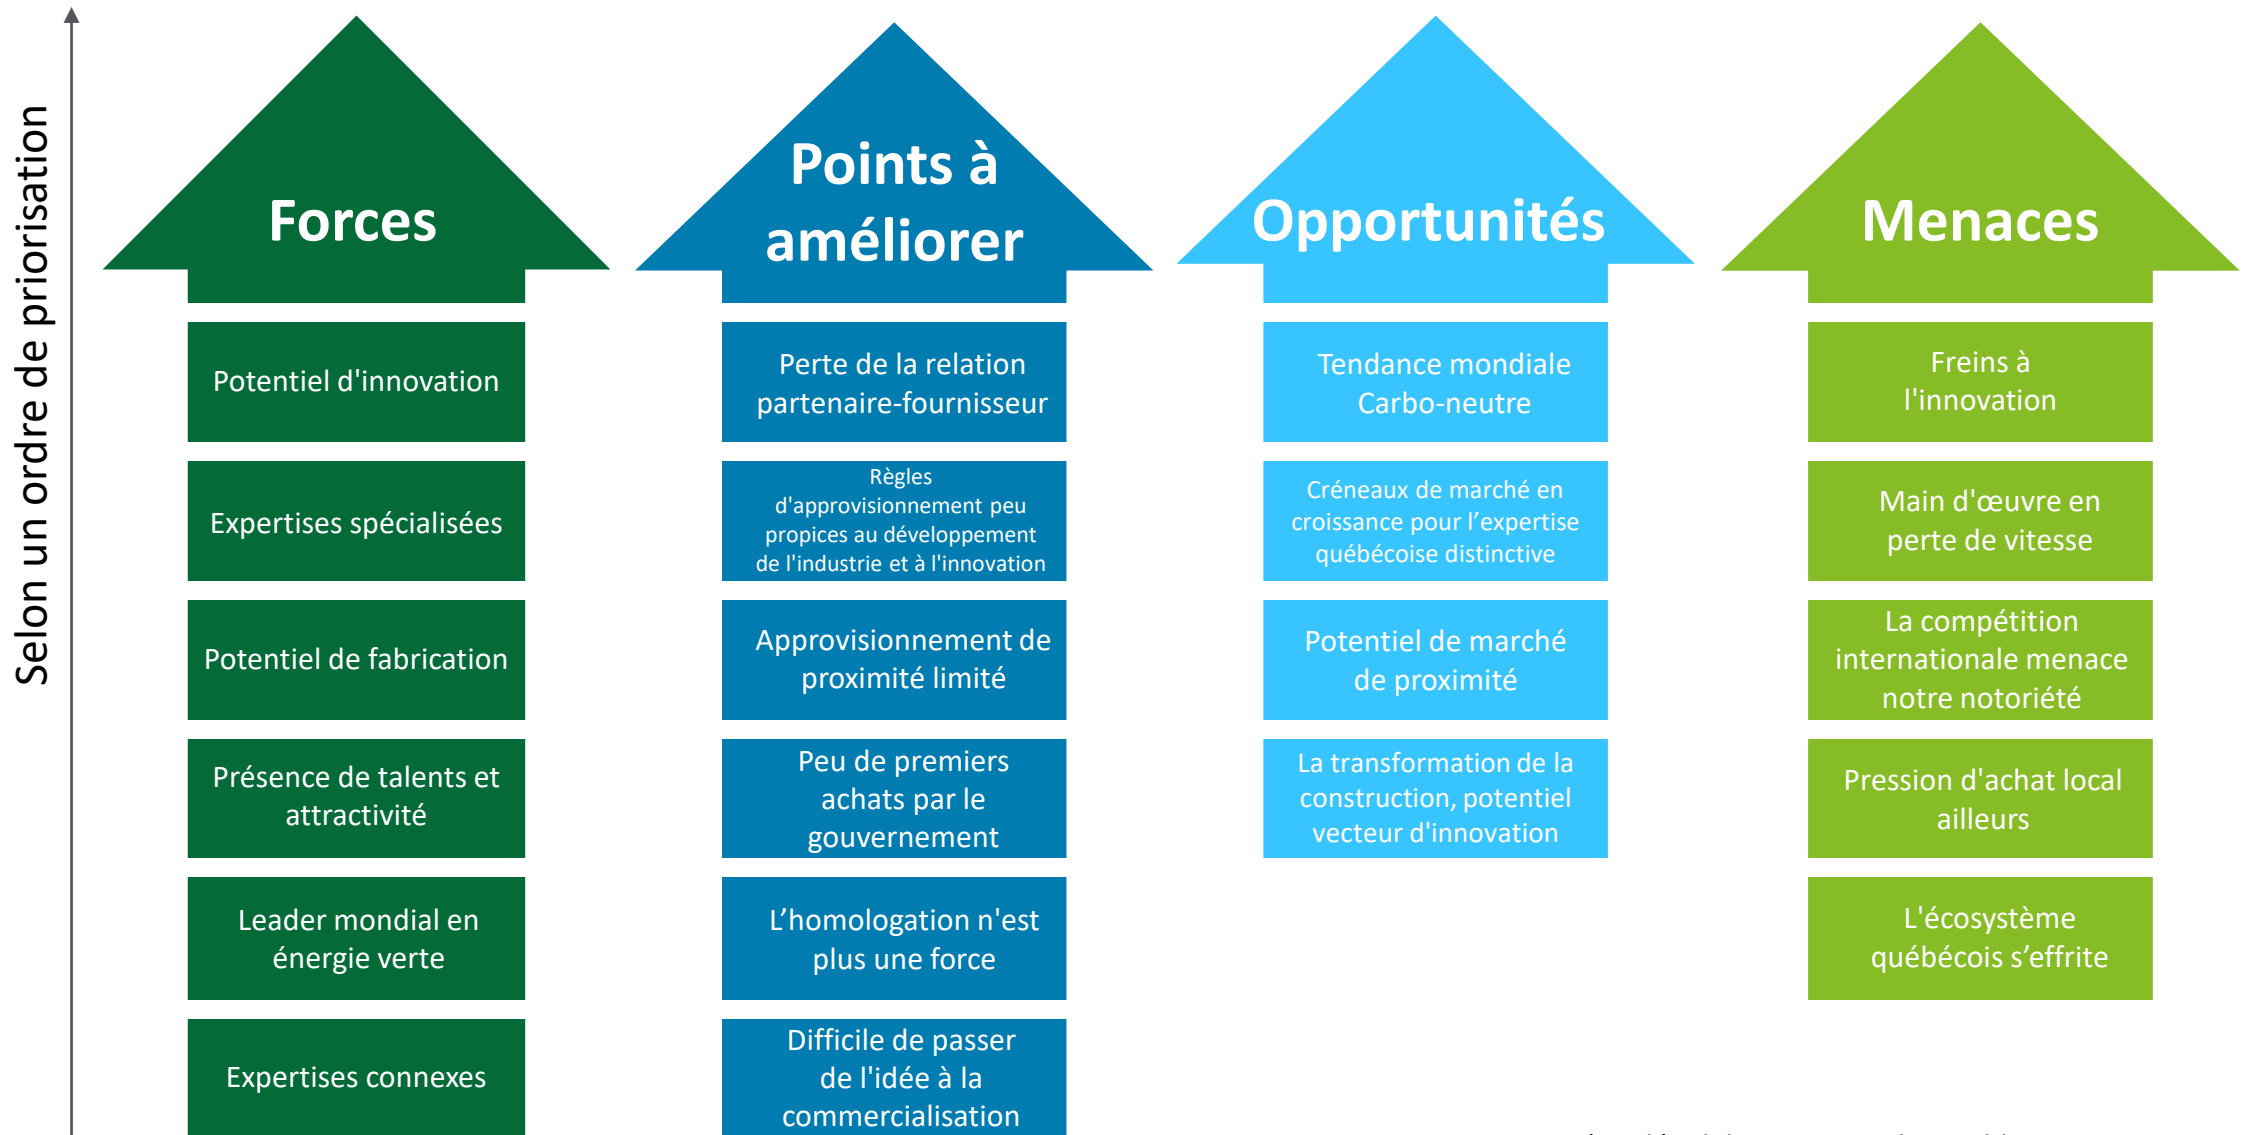 Selon un ordre de priorisation
Forces
Potentiel d'innovation
Expertises spécialisées
Potentiel de fabrication
Présence de talents et
attractivité
Leader mondial en
énergie verte
Expertises connexes
Points à
améliorer
Perte de la relation
partenaire-fournisseur
Règles
d'approvisionnement peu
propices au développement
de l'industrie et à l'innovation
Approvisionnement de
proximité limité
Peu de premiers
achats par le
gouvernement
L’homologation n'est
plus une force
Difficile de passer
de l'idée à la
commercialisation
Opportunités
Tendance mondiale
Carbo-neutre
Créneaux de marché en
croissance pour l’expertise
québécoise distinctive
Potentiel de marché
de proximité
La transformation de la
construction, potentiel
vecteur d'innovation
Menaces
Freins à
l'innovation
Main d'œuvre en
perte de vitesse
La compétition
internationale menace
notre notoriété
Pression d'achat local
ailleurs
L'écosystème
québécois s’effrite